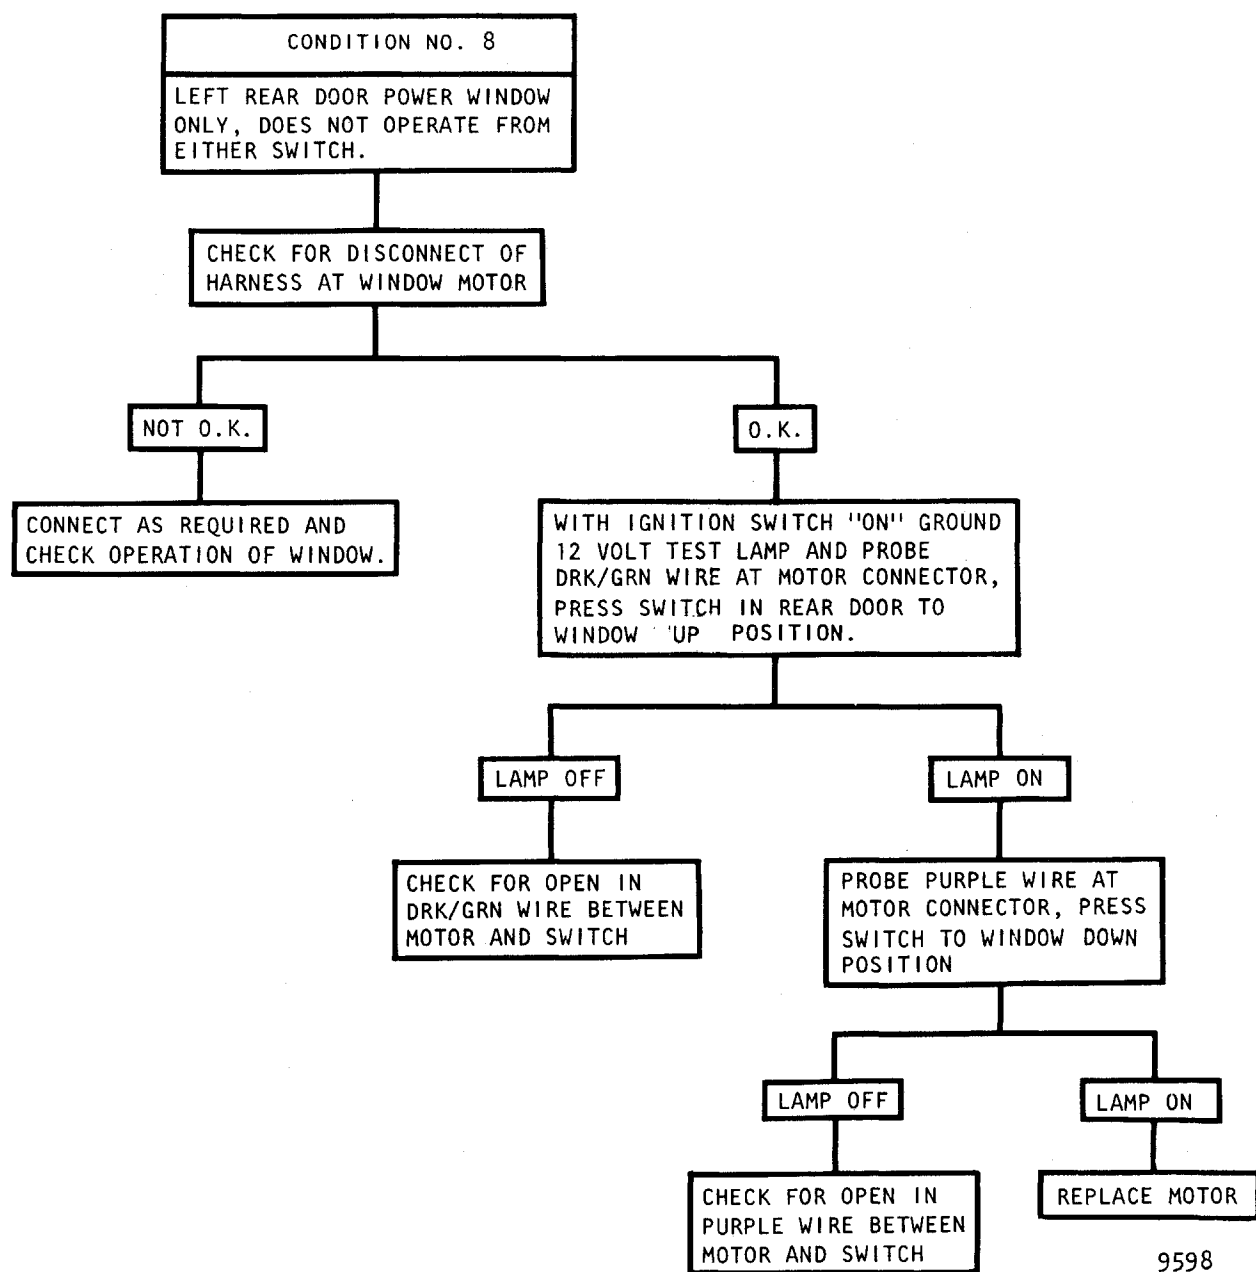 CONDITION NO. 8
LEFT REAR DOOR POWER WINDOW
ONLY, DOES NOT OPERATE FROM
EITHER SWITCH.
CHECK FOR DISCONNECT OF
HARNESS AT WINDOW MOTOR
NOT O.K.
O.K.
CONNECT AS REQUIRED AND
CHECK OPERATION OF WINDOW.
WITH IGNITION SWITCH "ON" GROUND
12 VOLT TEST LAMP AND PROBE
DRK/GRN WIRE AT MOTOR CONNECTOR,
PRESS SWITCH IN REAR DOOR TO
WINDOW 'UP POSITION.
LAMP OFF
LAMP ON
CHECK FOR OPEN IN
DRK/GRN WIRE BETWEEN
MOTOR AND SWITCH
PROBE PURPLE WIRE AT
MOTOR CONNECTOR, PRESS
SWITCH TO WINDOW DOWN
POSITION
LAMP OFF
LAMP ON
CHECK FOR OPEN IN
PURPLE WIRE BETWEEN
MOTOR AND SWITCH
REPLACE MOTOR
9598